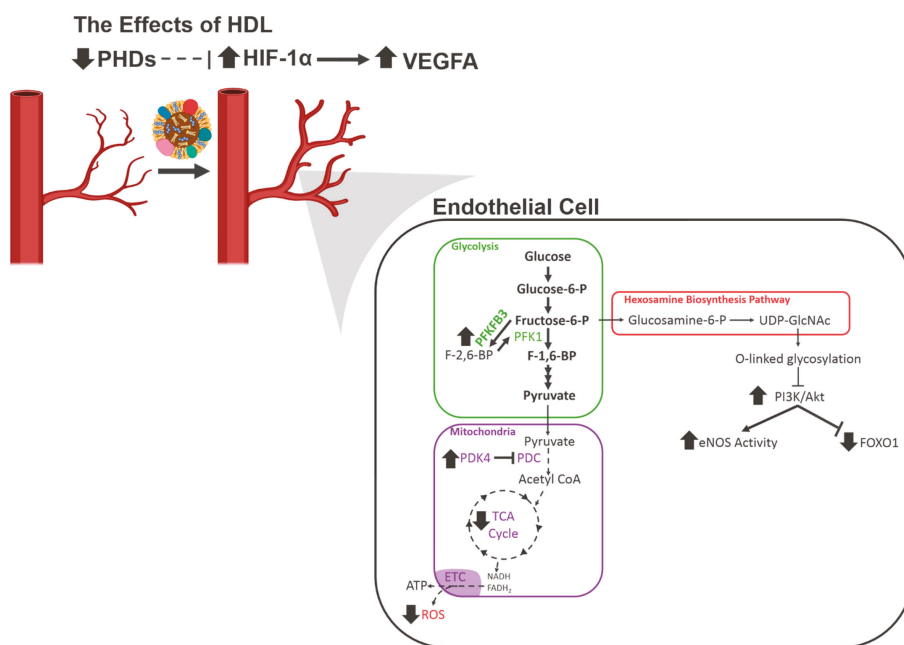 The Effects of HDL
PHDs HIF-1α VEGFA
Endothelial Cell
Glycolysis
Glucose
Glucose-6-P
Fructose-6-P
PFKFB3
PFK1
F-2,6-BP
F-1,6-BP
Pyruvate
Hexosamine Biosynthesis Pathway
Glucosamine-6-P UDP-GlcNAc
O-linked glycosylation
PI3K/Akt
eNOS Activity FOXO1
Mitochondria
Pyruvate
PDK4 PDC
Acetyl CoA
TCA
Cycle
NADH
FADH₂
ETC
ATP
ROS